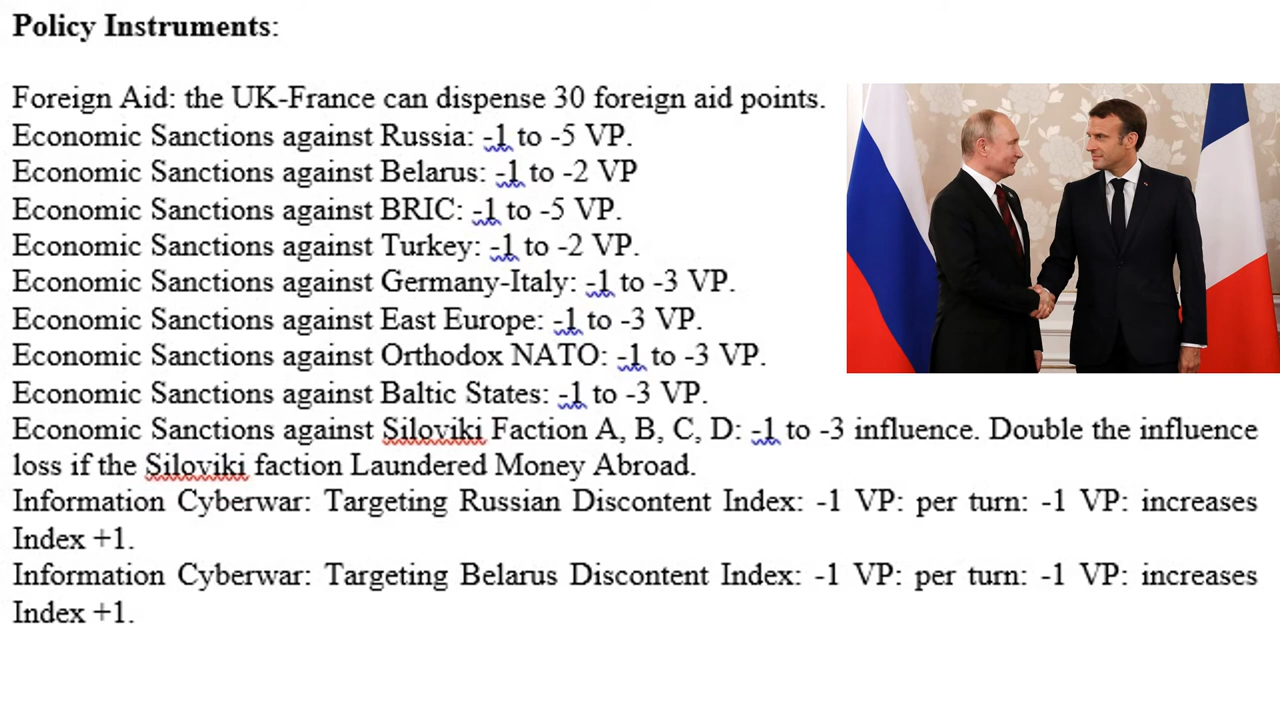 Policy Instruments:
Foreign Aid: the UK-France can dispense 30 foreign aid points.
Economic Sanctions against Russia: -1 to -5 VP.
Economic Sanctions against Belarus: -1 to -2 VP
Economic Sanctions against BRIC: -1 to -5 VP.
Economic Sanctions against Turkey: -1 to -2 VP.
Economic Sanctions against Germany-Italy: -1 to -3 VP.
Economic Sanctions against East Europe: -1 to -3 VP.
Economic Sanctions against Orthodox NATO: -1 to -3 VP.
Economic Sanctions against Baltic States: -1 to -3 VP.
Economic Sanctions against Siloviki Faction A, B, C, D: -1 to -3 influence. Double the influence
loss if the Siloviki faction Laundered Money Abroad.
Information Cyberwar: Targeting Russian Discontent Index: -1 VP: per turn: -1 VP: increases
Index +1.
Information Cyberwar: Targeting Belarus Discontent Index: -1 VP: per turn: -1 VP: increases
Index +1.